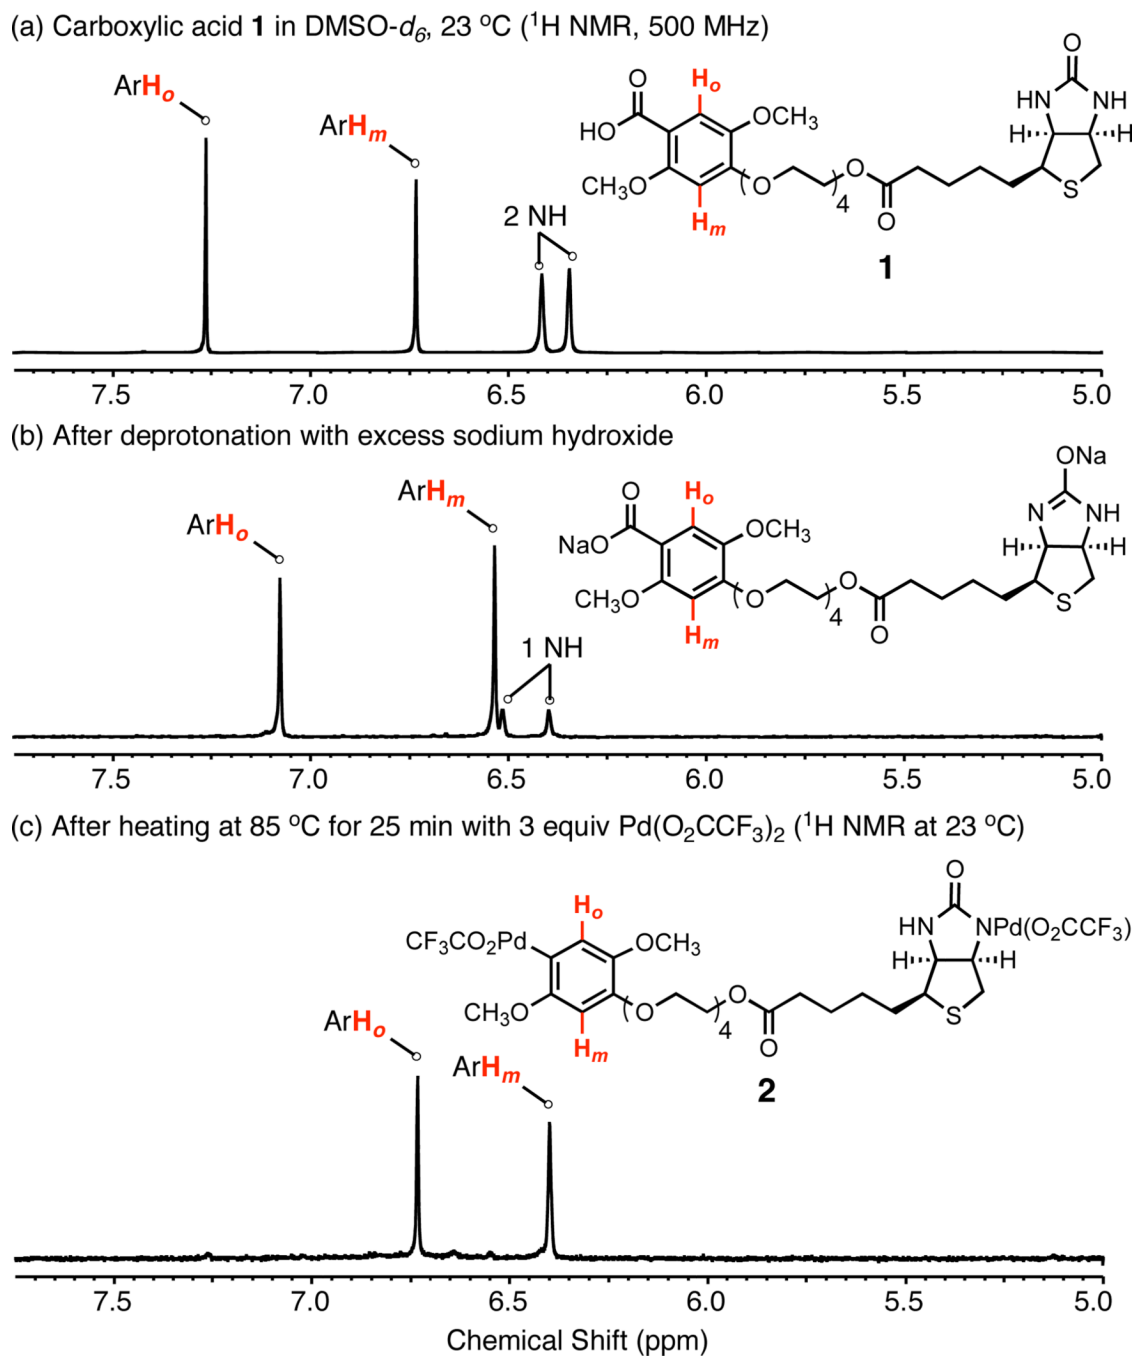 (a) Carboxylic acid 1 in DMSO-d6, 23 °C (1H NMR, 500 MHz)
ArHo
ArHm
2 NH
O
HO
Ho
OCH3
CH3O
Hm
O
4
O
O
O
HN
NH
H
H
S
1
7.5 7.0 6.5 6.0 5.5 5.0
(b) After deprotonation with excess sodium hydroxide
ArHo
ArHm
1 NH
O
NaO
Ho
OCH3
CH3O
Hm
O
4
O
O
ONa
N
NH
H
H
S
7.5 7.0 6.5 6.0 5.5 5.0
(c) After heating at 85 °C for 25 min with 3 equiv Pd(O2CCF3)2 (1H NMR at 23 °C)
ArHo
ArHm
CF3CO2Pd
Ho
OCH3
CH3O
Hm
O
4
O
O
O
HN
NPd(O2CCF3)
H
H
S
2
7.5 7.0 6.5 6.0 5.5 5.0
Chemical Shift (ppm)